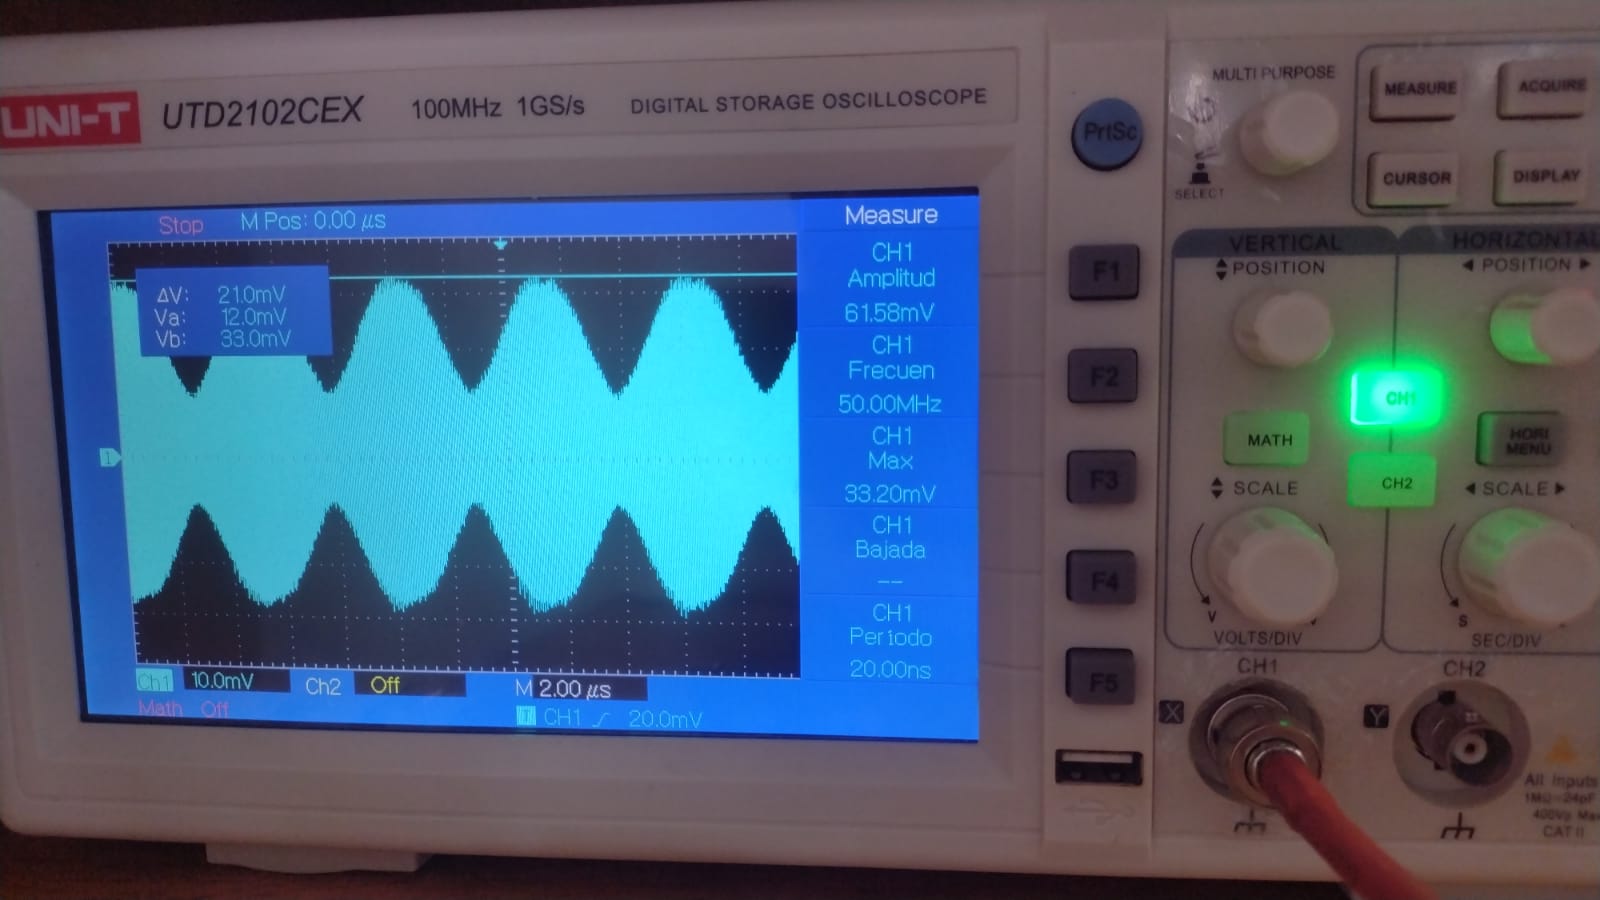 UNI-T UTD2102CEX 100MHz 1GS/s DIGITAL STORAGE OSCILLOSCOPE
Stop M Pos: 0.00 µs
ΔV: 21.0mV
Va: 12.0mV
Vb: 33.0mV
1
Ch1 10.0mV Ch2 Off M 2.00 µs
Math Off CH1 20.0mV
Measure
CH1
Amplitud
61.58mV
CH1
Frecuen
50.00MHz
CH1
Max
33.20mV
CH1
Bajada
--
CH1
Periodo
20.00ns
PrtSc
F1
F2
F3
F4
F5
MULTI PURPOSE
SELECT
MEASURE
ACQUIRE
CURSOR
DISPLAY
VERTICAL
HORIZONTAL
POSITION
POSITION
CH1
MATH
HORI
MENU
CH2
SCALE
SCALE
V
S
VOLTS/DIV
SEC/DIV
CH1
CH2
X
Y
All Inputs
1MΩ=24pF
400Vp Max
CAT II